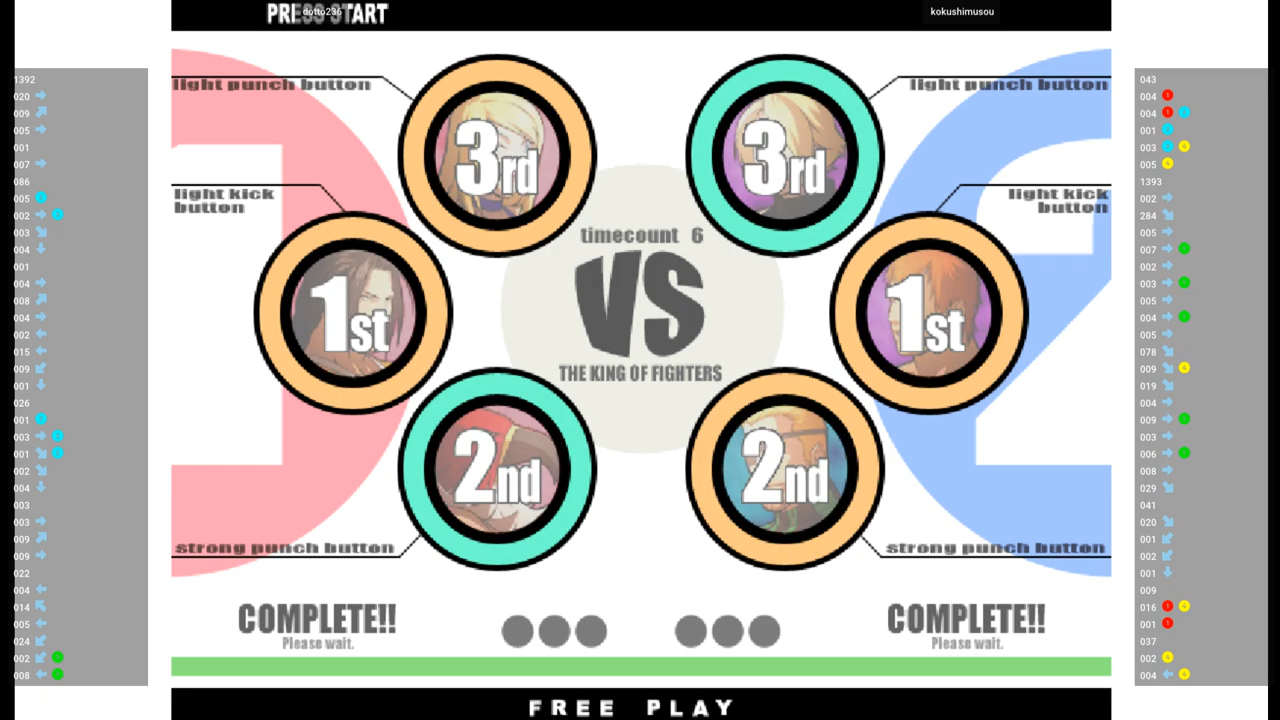 PRESS START
dotto236
kokushimusou
light punch button
light punch button
3rd
3rd
light kick
button
light kick
button
timecount 6
VS
THE KING OF FIGHTERS
1st
1st
2nd
2nd
strong punch button
strong punch button
COMPLETE!!
Please wait.
COMPLETE!!
Please wait.
FREE PLAY
1392
020
009
005
001
007
086
005
002
003
004
001
004
008
004
002
015
009
001
026
001
003
001
002
004
003
003
009
009
022
004
014
005
024
002
008
043
004
004
001
003
005
1393
002
284
005
007
002
003
005
004
005
078
009
019
004
009
003
006
008
029
041
020
001
002
001
009
016
001
037
002
004